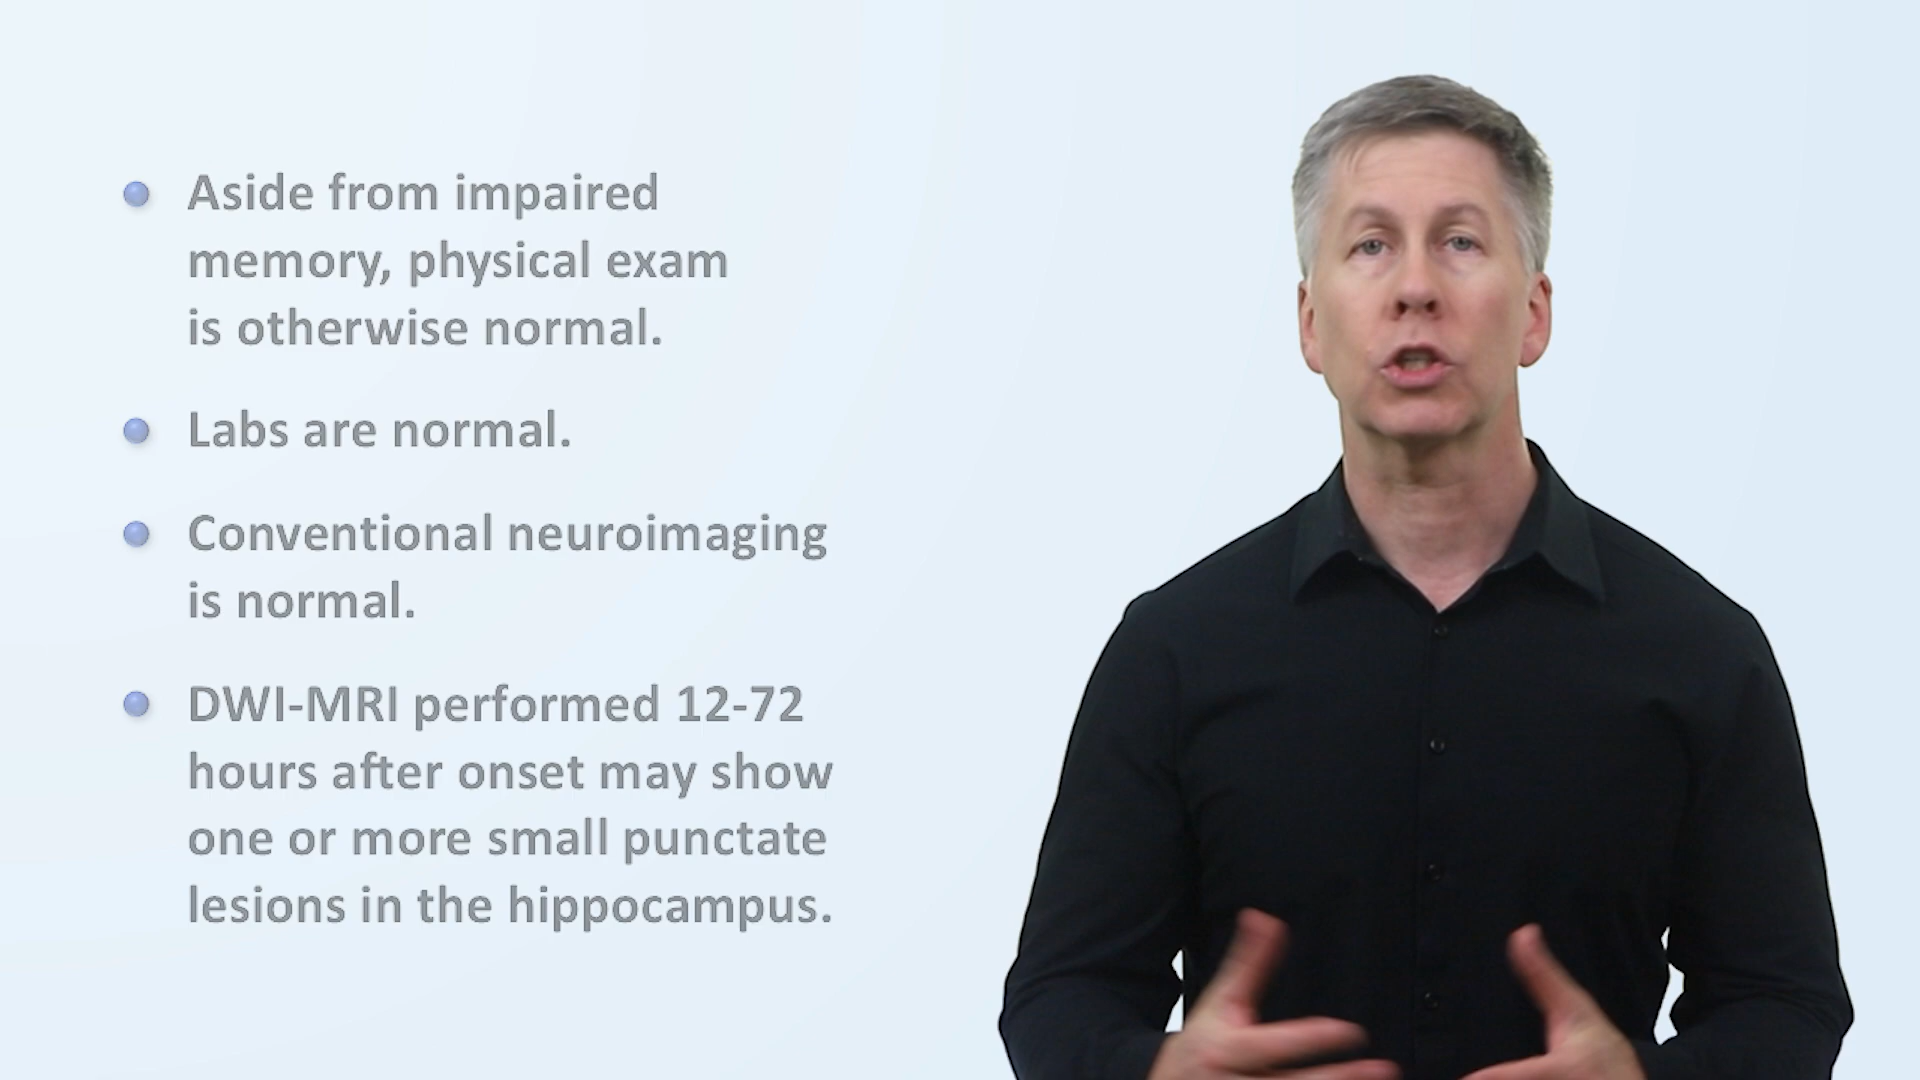 Aside from impaired
memory, physical exam
is otherwise normal.
Labs are normal.
Conventional neuroimaging
is normal.
DWI-MRI performed 12-72
hours after onset may show
one or more small punctate
lesions in the hippocampus.